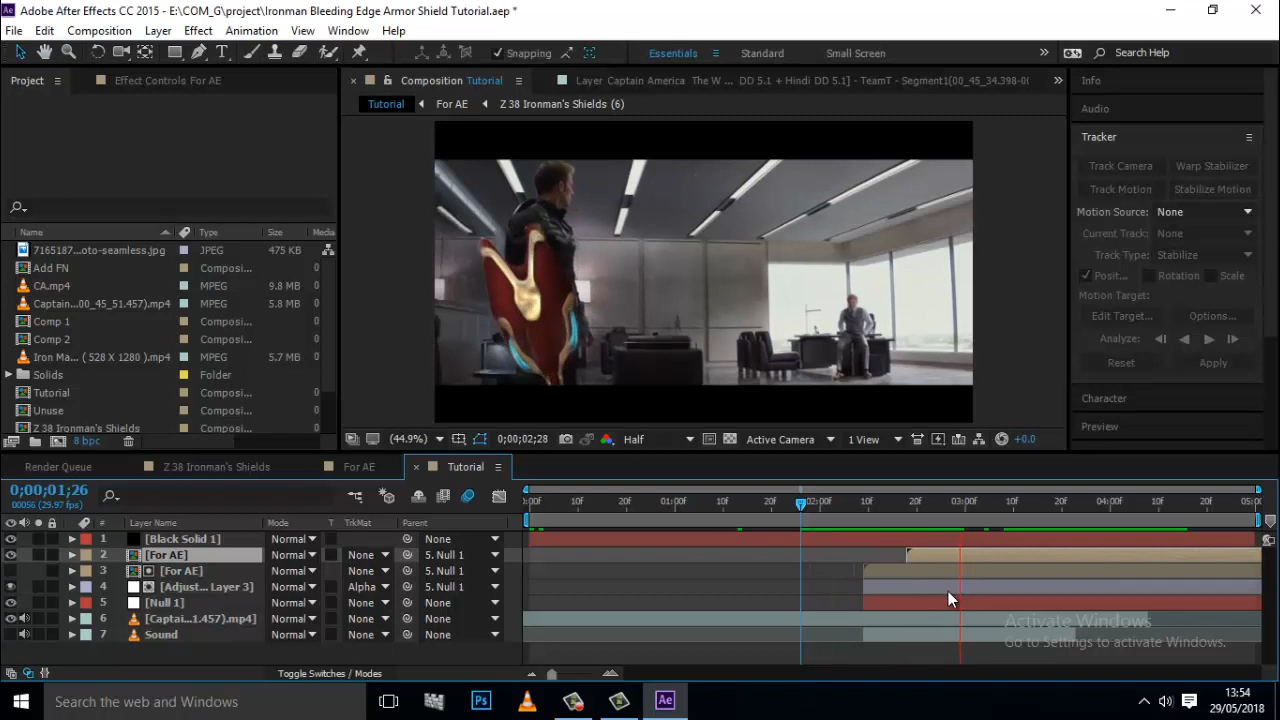 Adobe After Effects CC 2015 - E:\COM_G\project\Ironman Bleeding Edge Armor Shield Tutorial.aep *
File Edit Composition Layer Effect Animation View Window Help
Snapping Essentials Standard Small Screen Search Help
Project Effect Controls For AE
Composition Tutorial Layer Captain America The W ... DD 5.1 + Hindi DD 5.1] - TeamT - Segment1[00_45_34.398-0(
Tutorial For AE Z 38 Ironman's Shields (6)
Info
Audio
Tracker
Track Camera Warp Stabilizer
Track Motion Stabilize Motion
Motion Source: None
Current Track: None
Track Type: Stabilize
Posit... Rotation Scale
Motion Target:
Edit Target... Options...
Analyze:
Reset Apply
Character
Preview
Name Type Size Media
7165187...oto-seamless.jpg JPEG 475 KB
Add FN Composi... 0
CA.mp4 MPEG 9.8 MB 0
Captain...00_45_51.457).mp4 MPEG 5.8 MB 0
Comp 1 Composi... 0
Comp 2 Composi... 0
Iron Ma... ( 528 X 1280 ).mp4 MPEG 5.7 MB 0
Solids Folder
Tutorial Composi... 0
Unuse Composi... 0
Z 38 Ironman's Shields Composi... 0
8 bpc
(44.9%) 0;00;02;28 Half Active Camera 1 View +0.0
Render Queue Z 38 Ironman's Shields For AE Tutorial
0;00;01;26
00056 (29.97 fps)
:00F 10F 20F 01:00F 10F 20F 02:00F 10F 20F 03:00F 10F 20F 04:00F 10F 20F 05:0
# Layer Name Mode T TrkMat Parent
1 [Black Solid 1] Normal None
2 [For AE] Normal None 5. Null 1
3 [For AE] Normal None 5. Null 1
4 [Adjust... Layer 3] Normal Alpha 5. Null 1
5 [Null 1] Normal None None
6 [Captai...1.457).mp4] Normal None None
7 Sound Normal None None
Activate Windows
Go to Settings to activate Windows.
Toggle Switches / Modes
Search the web and Windows
Ps
Ae
13:54
29/05/2018